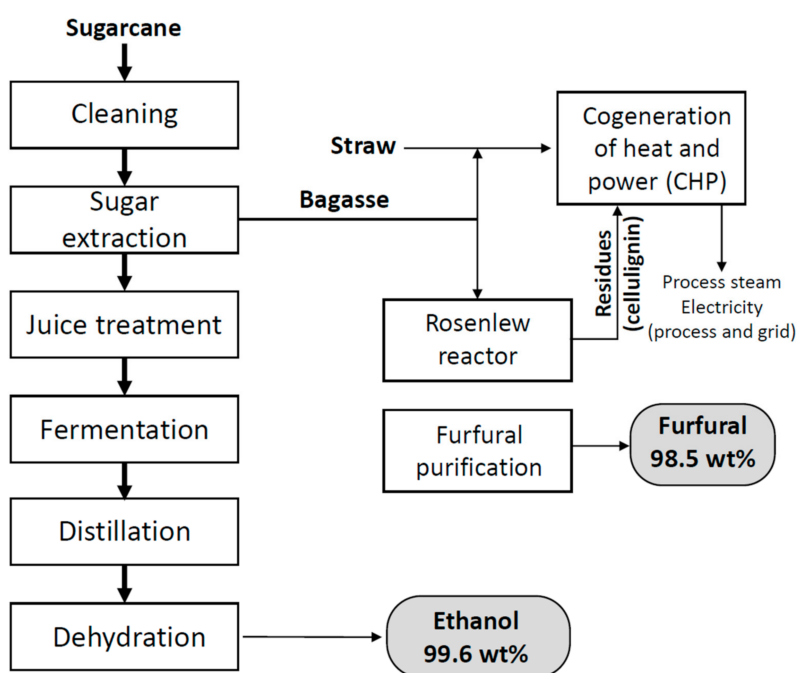 Sugarcane
Cleaning
Sugar
extraction
Juice treatment
Fermentation
Distillation
Dehydration
Straw
Bagasse
Cogeneration
of heat and
power (CHP)
Residues
(cellulignin)
Process steam
Electricity
(process and grid)
Rosenlew
reactor
Furfural
purification
Furfural
98.5 wt%
Ethanol
99.6 wt%